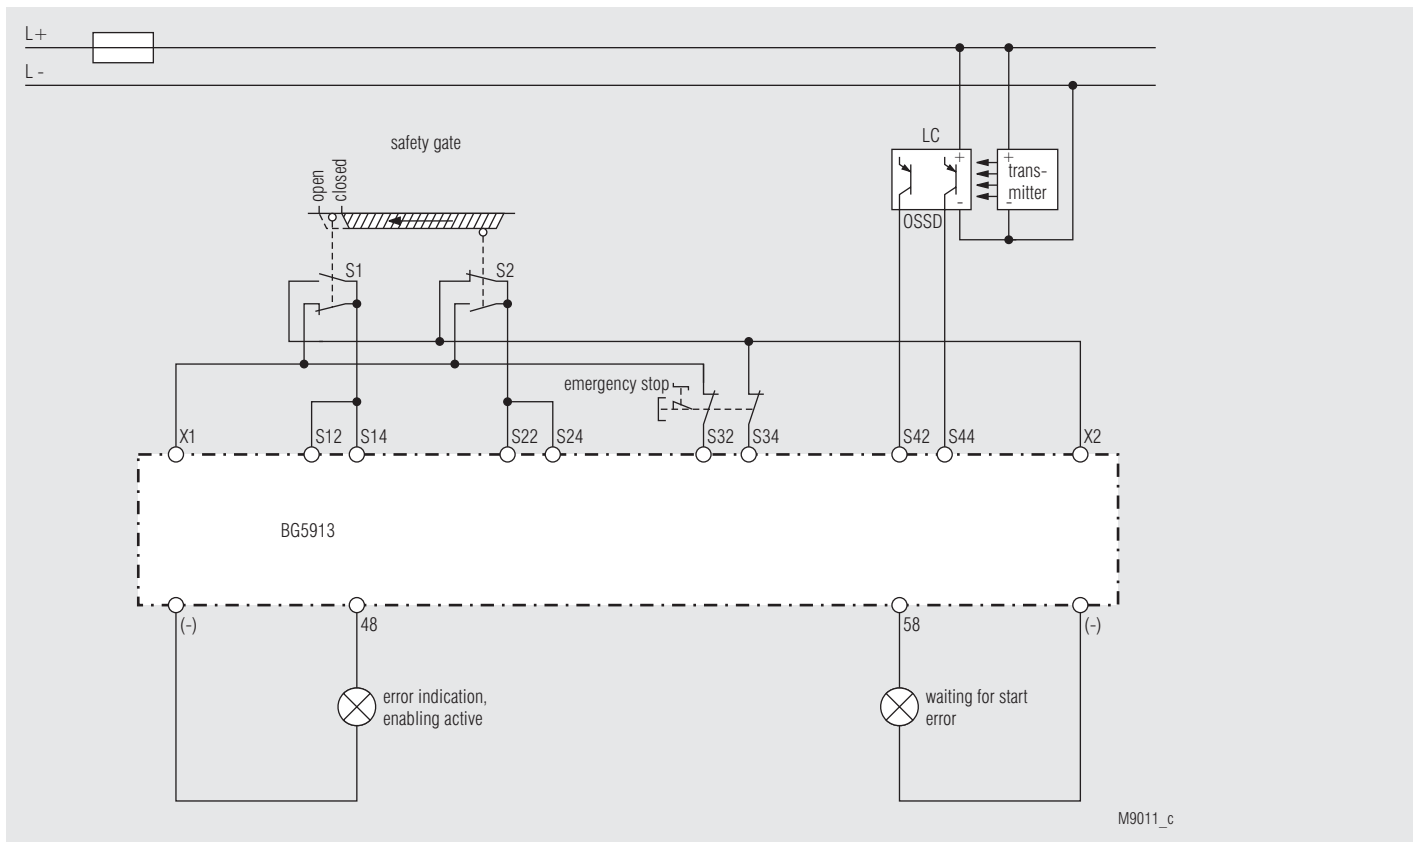 L+
L -
safety gate
open
closed
LC
+
+
trans-
mitter
-
-
OSSD
S1
S2
emergency stop
X1
S12
S14
S22
S24
S32
S34
S42
S44
X2
BG5913
(-)
48
58
(-)
error indication,
enabling active
waiting for start
error
M9011_c